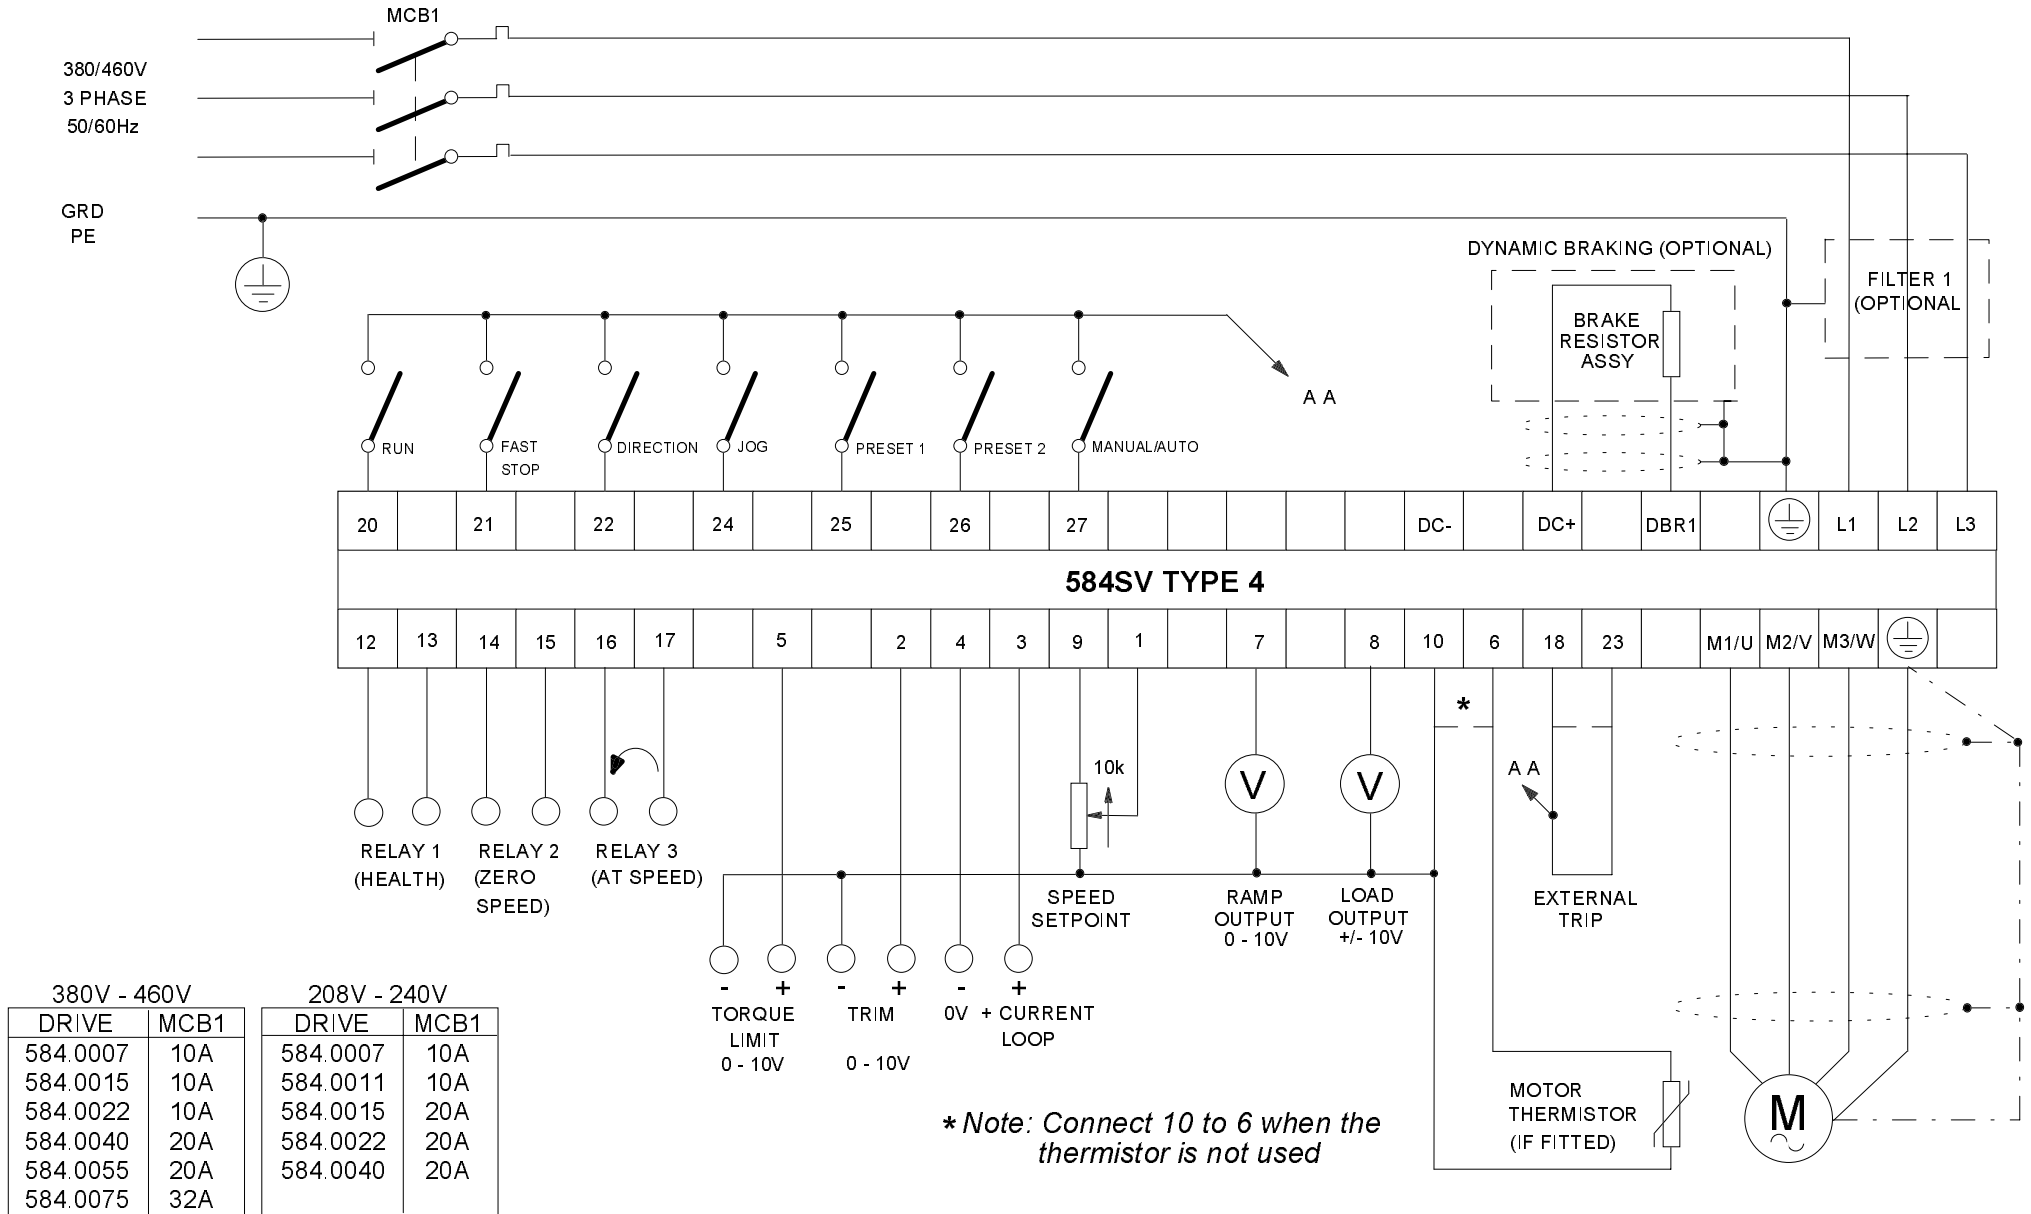 MCB1
380/460V
3 PHASE
50/60Hz
GRD
PE
DYNAMIC BRAKING (OPTIONAL)
FILTER 1
(OPTIONAL
BRAKE
RESISTOR
ASSY
A A
RUN
FAST
STOP
DIRECTION
JOG
PRESET 1
PRESET 2
MANUAL/AUTO
20 21 22 24 25 26 27 DC- DC+ DBR1 L1 L2 L3
584SV TYPE 4
12 13 14 15 16 17 5 2 4 3 9 1 7 8 10 6 18 23 M1/U M2/V M3/W
*
10k
V
V
A A
RELAY 1
(HEALTH)
RELAY 2
(ZERO
SPEED)
RELAY 3
(AT SPEED)
SPEED
SETPOINT
RAMP
OUTPUT
0 - 10V
LOAD
OUTPUT
+/- 10V
EXTERNAL
TRIP
- + - + - +
TORQUE
LIMIT
0 - 10V
TRIM
0 - 10V
0V + CURRENT
LOOP
MOTOR
THERMISTOR
(IF FITTED)
M
* Note: Connect 10 to 6 when the
thermistor is not used
380V - 460V
DRIVE MCB1
584.0007 10A
584.0015 10A
584.0022 10A
584.0040 20A
584.0055 20A
584.0075 32A
208V - 240V
DRIVE MCB1
584.0007 10A
584.0011 10A
584.0015 20A
584.0022 20A
584.0040 20A